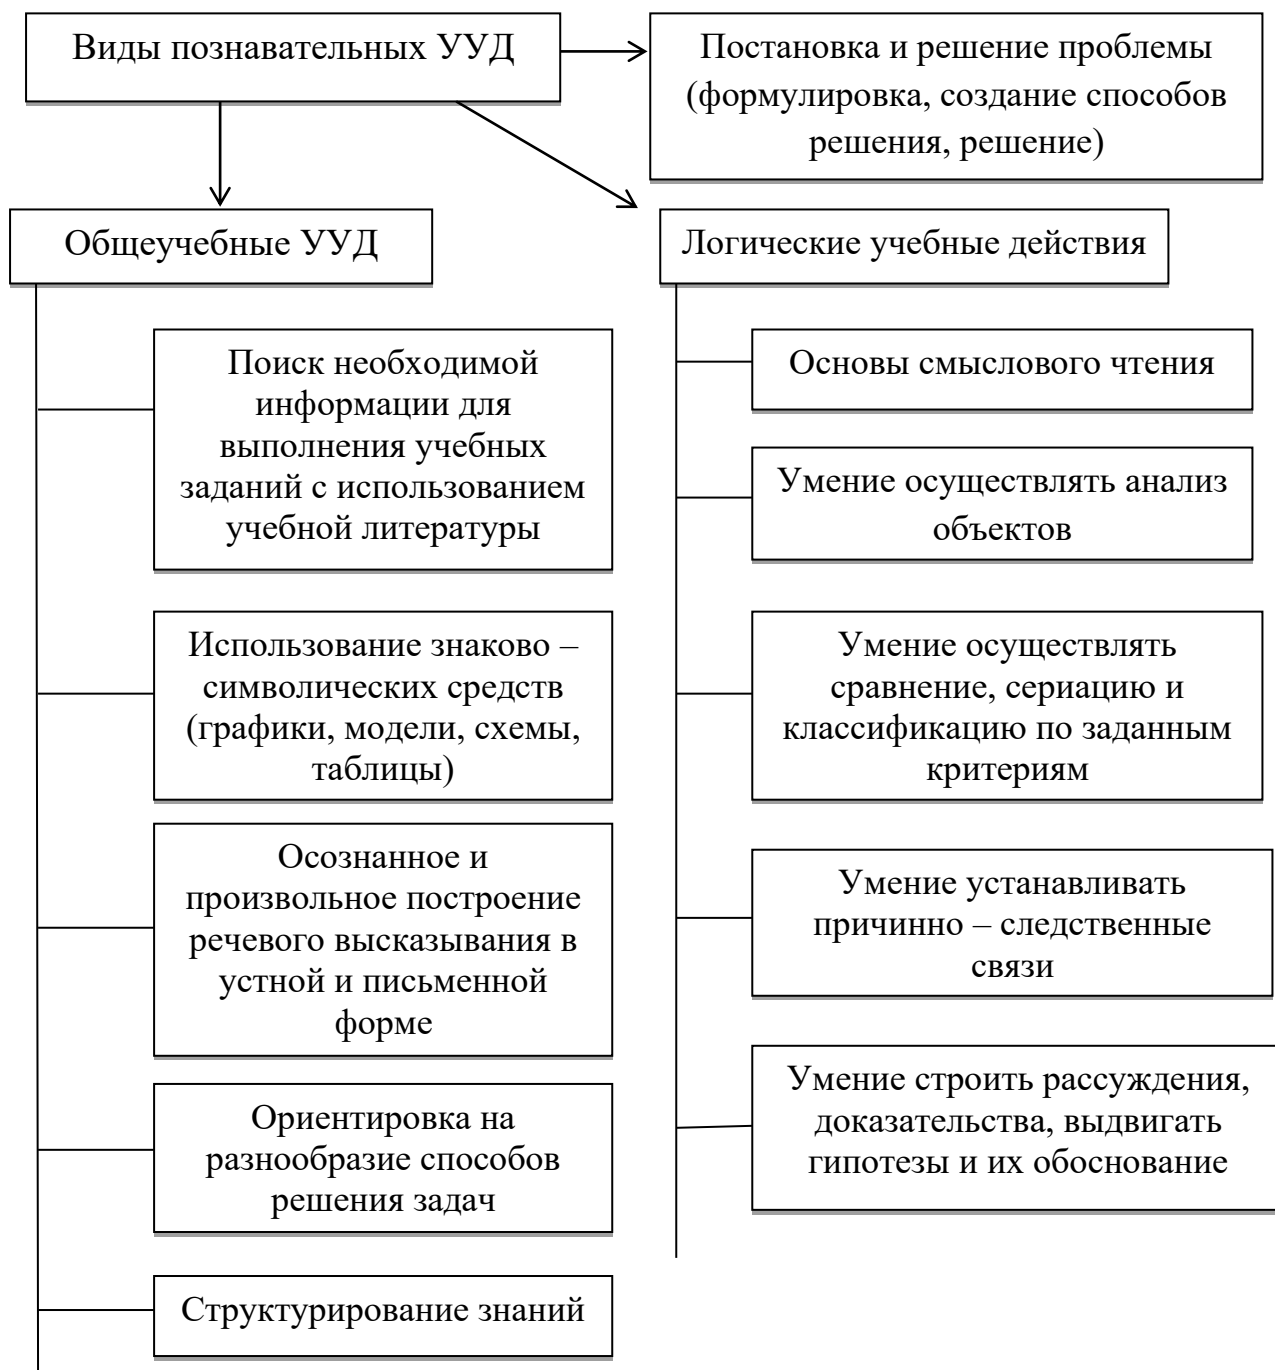 Виды познавательных УУД
Постановка и решение проблемы
(формулировка, создание способов
решения, решение)
Общеучебные УУД
Поиск необходимой
информации для
выполнения учебных
заданий с использованием
учебной литературы
Использование знаково –
символических средств
(графики, модели, схемы,
таблицы)
Осознанное и
произвольное построение
речевого высказывания в
устной и письменной
форме
Ориентировка на
разнообразие способов
решения задач
Структурирование знаний
Логические учебные действия
Основы смыслового чтения
Умение осуществлять анализ
объектов
Умение осуществлять
сравнение, сериацию и
классификацию по заданным
критериям
Умение устанавливать
причинно – следственные
связи
Умение строить рассуждения,
доказательства, выдвигать
гипотезы и их обоснование